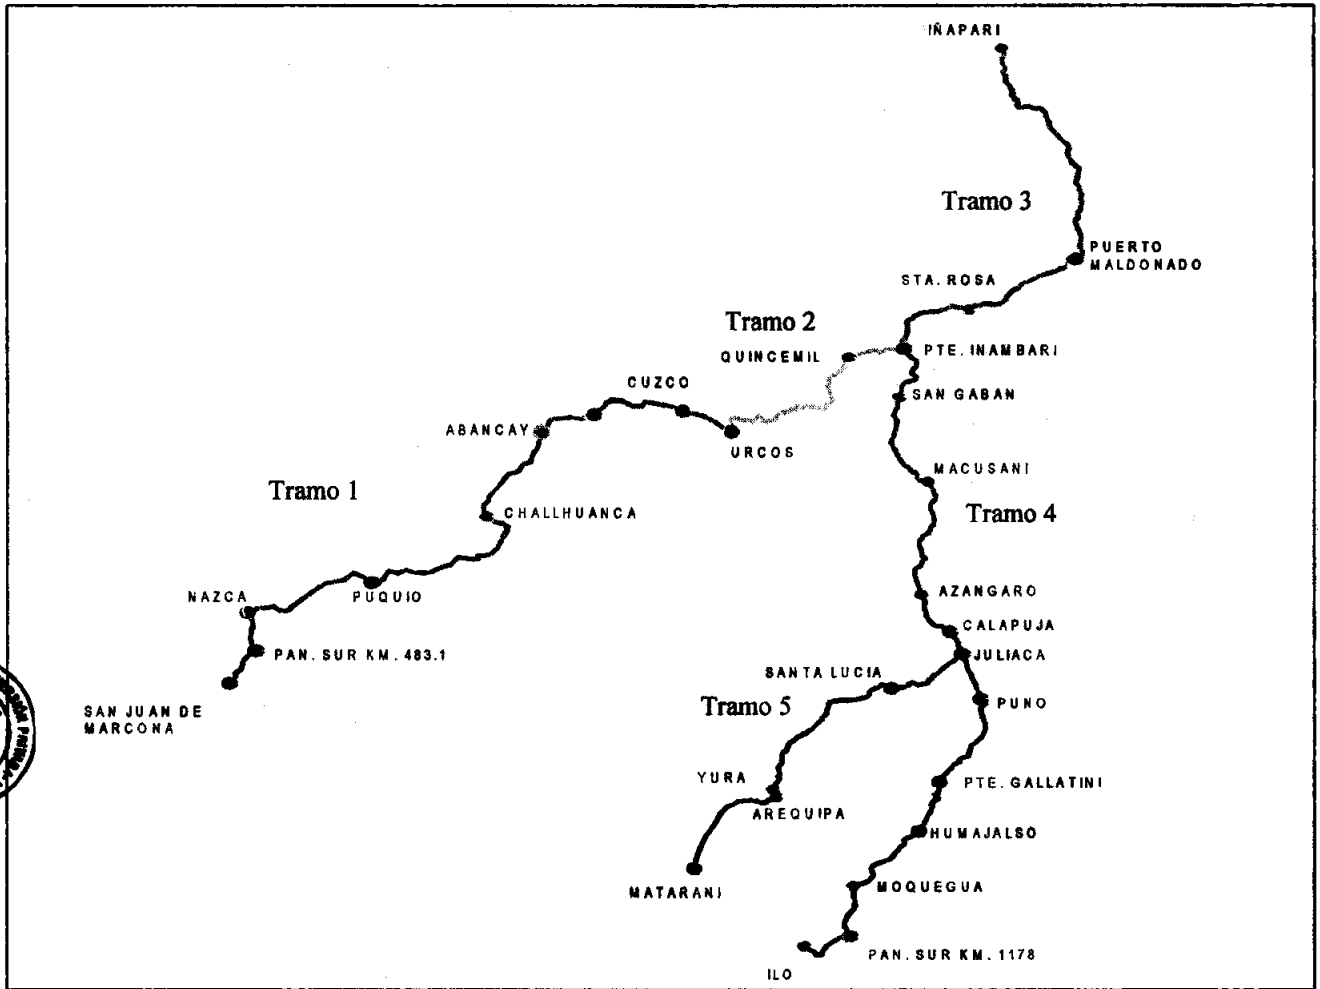 IÑAPARI
Tramo 3
PUERTO
MALDONADO
STA. ROSA
Tramo 2
QUINCEMIL
PTE. INAMBARI
CUZCO
SAN GABAN
ABANCAY
URCOS
MACUSANI
Tramo 1
CHALLHUANCA
Tramo 4
NAZCA
PUQUIO
AZANGARO
CALAPUJA
PAN. SUR KM. 483.1
JULIACA
SANTA LUCIA
SAN JUAN DE
MARCONA
Tramo 5
PUNO
YURA
PTE. GALLATINI
AREQUIPA
HUMAJALSO
MATARANI
MOQUEGUA
PAN. SUR KM. 1178
ILO